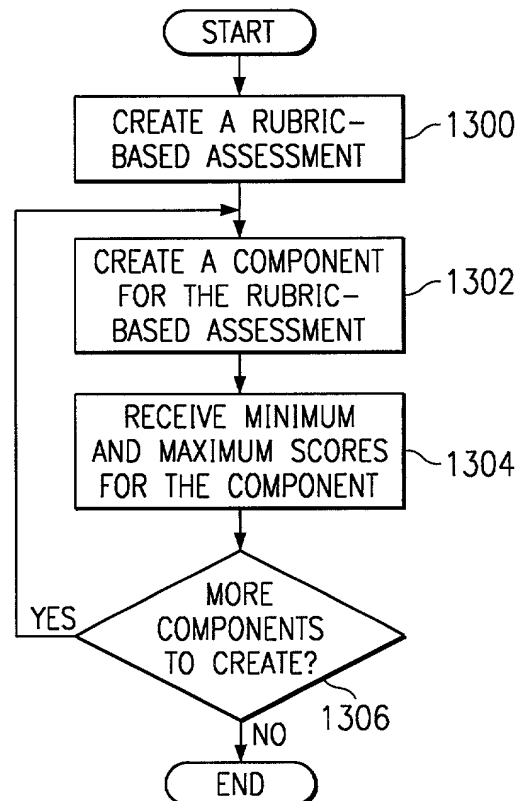 START
CREATE A RUBRIC-
BASED ASSESSMENT
1300
CREATE A COMPONENT
FOR THE RUBRIC-
BASED ASSESSMENT
1302
RECEIVE MINIMUM
AND MAXIMUM SCORES
FOR THE COMPONENT
1304
MORE
COMPONENTS
TO CREATE?
YES
1306
NO
END